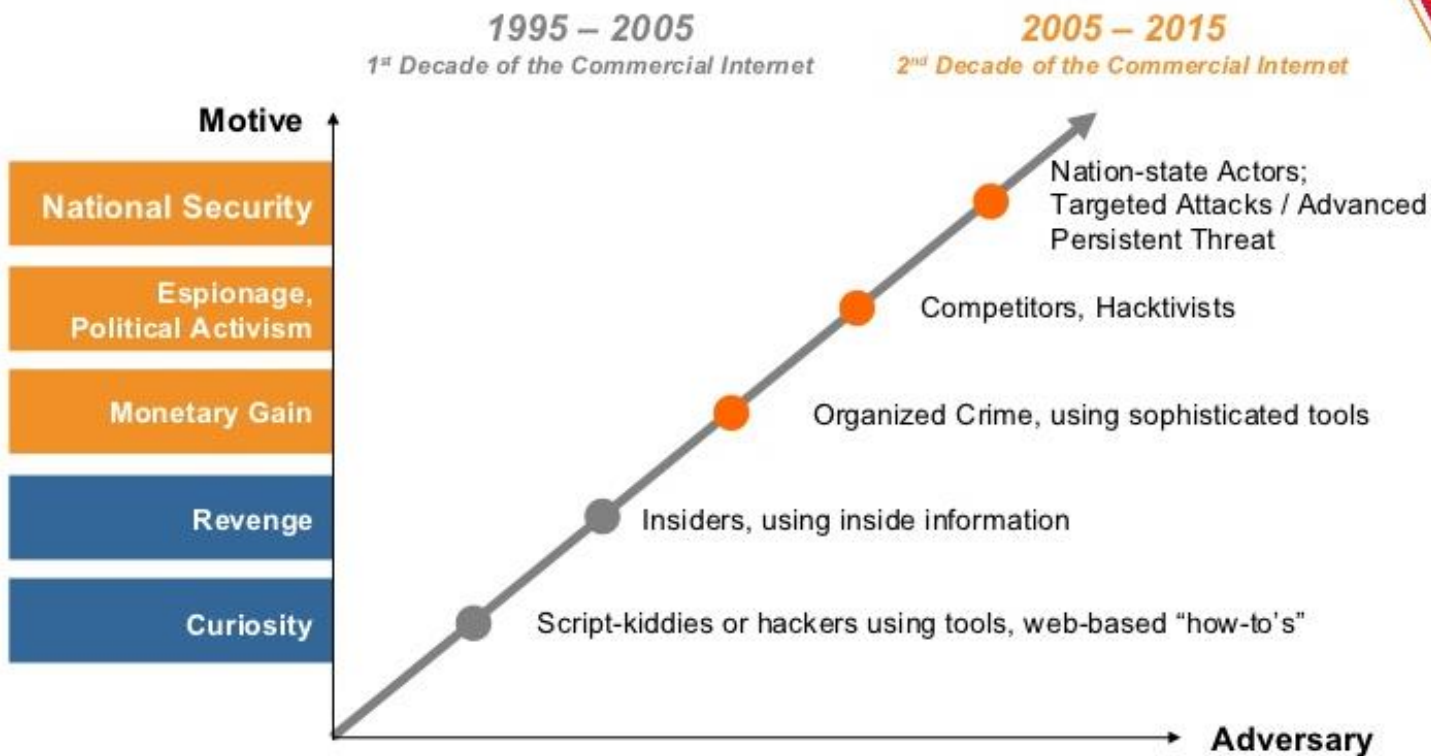 1995 – 2005
1st Decade of the Commercial Internet
2005 – 2015
2nd Decade of the Commercial Internet
Motive
National Security
Nation-state Actors;
Targeted Attacks / Advanced
Persistent Threat
Espionage,
Political Activism
Competitors, Hacktivists
Monetary Gain
Organized Crime, using sophisticated tools
Revenge
Insiders, using inside information
Curiosity
Script-kiddies or hackers using tools, web-based “how-to’s”
Adversary